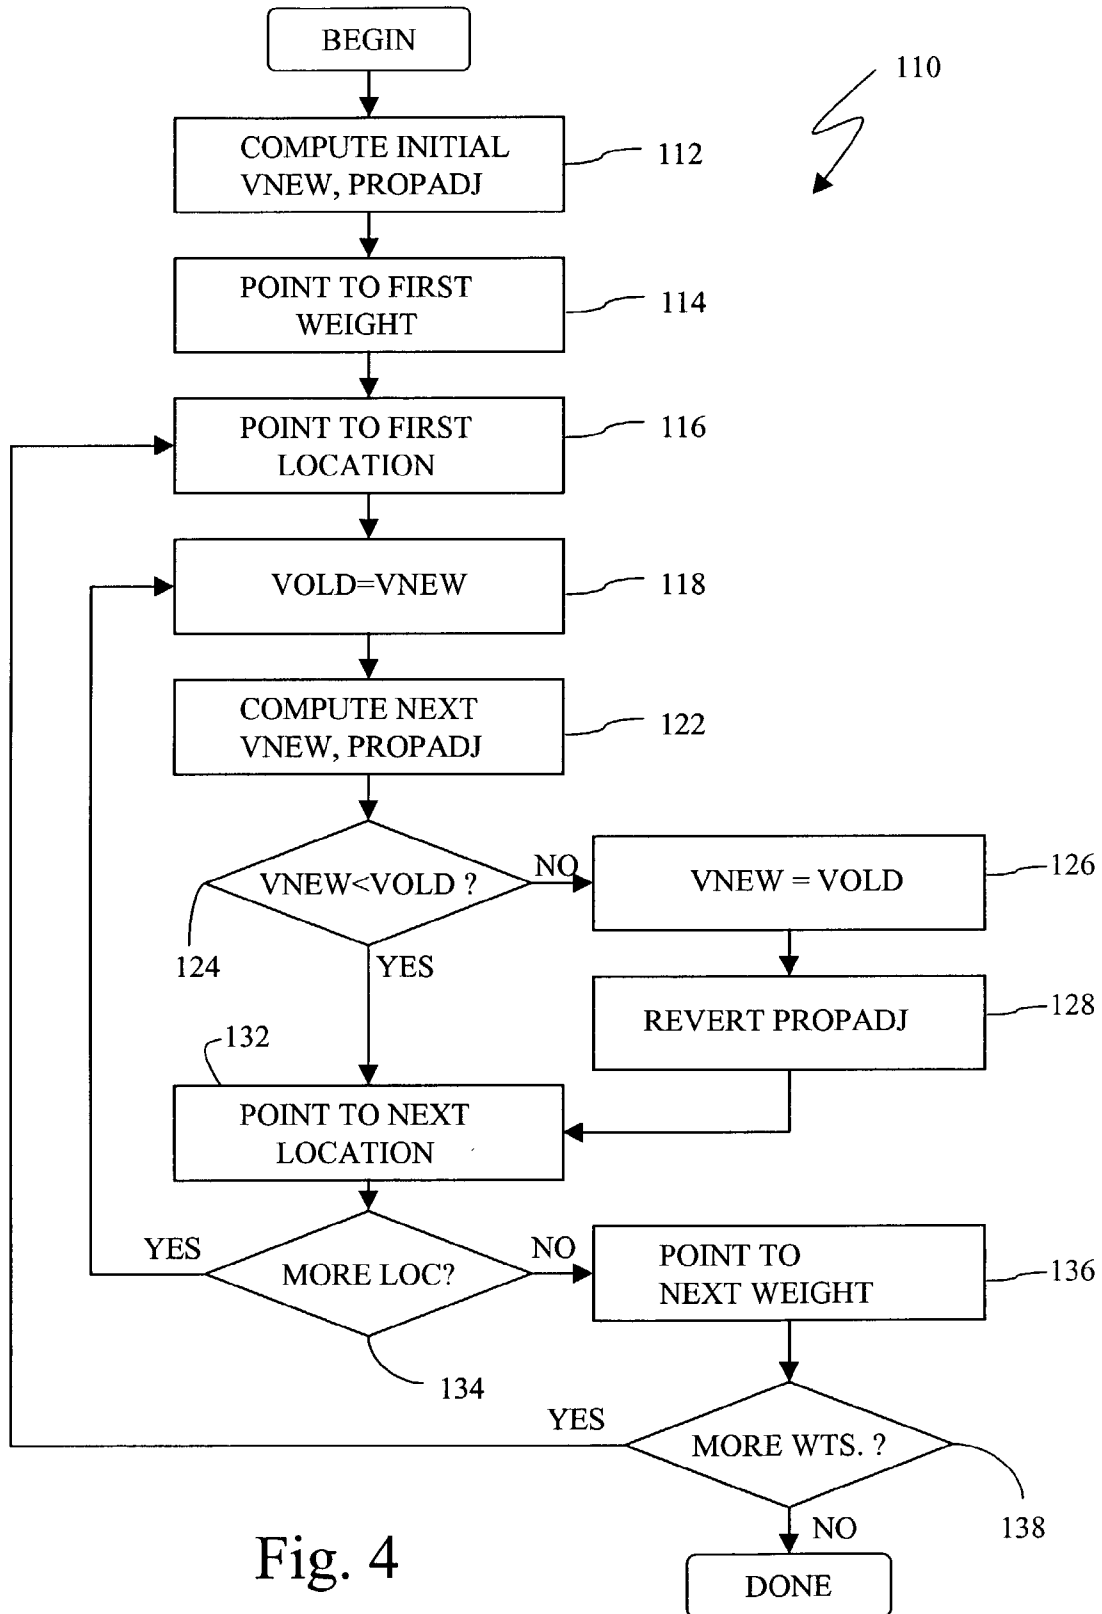 BEGIN
110
COMPUTE INITIAL
VNEW, PROPADJ
112
POINT TO FIRST
WEIGHT
114
POINT TO FIRST
LOCATION
116
VOLD=VNEW
118
COMPUTE NEXT
VNEW, PROPADJ
122
VNEW<VOLD ?
NO
124
YES
VNEW = VOLD
126
REVERT PROPADJ
128
132
POINT TO NEXT
LOCATION
YES
MORE LOC?
NO
134
POINT TO
NEXT WEIGHT
136
YES
MORE WTS. ?
138
NO
DONE
Fig. 4